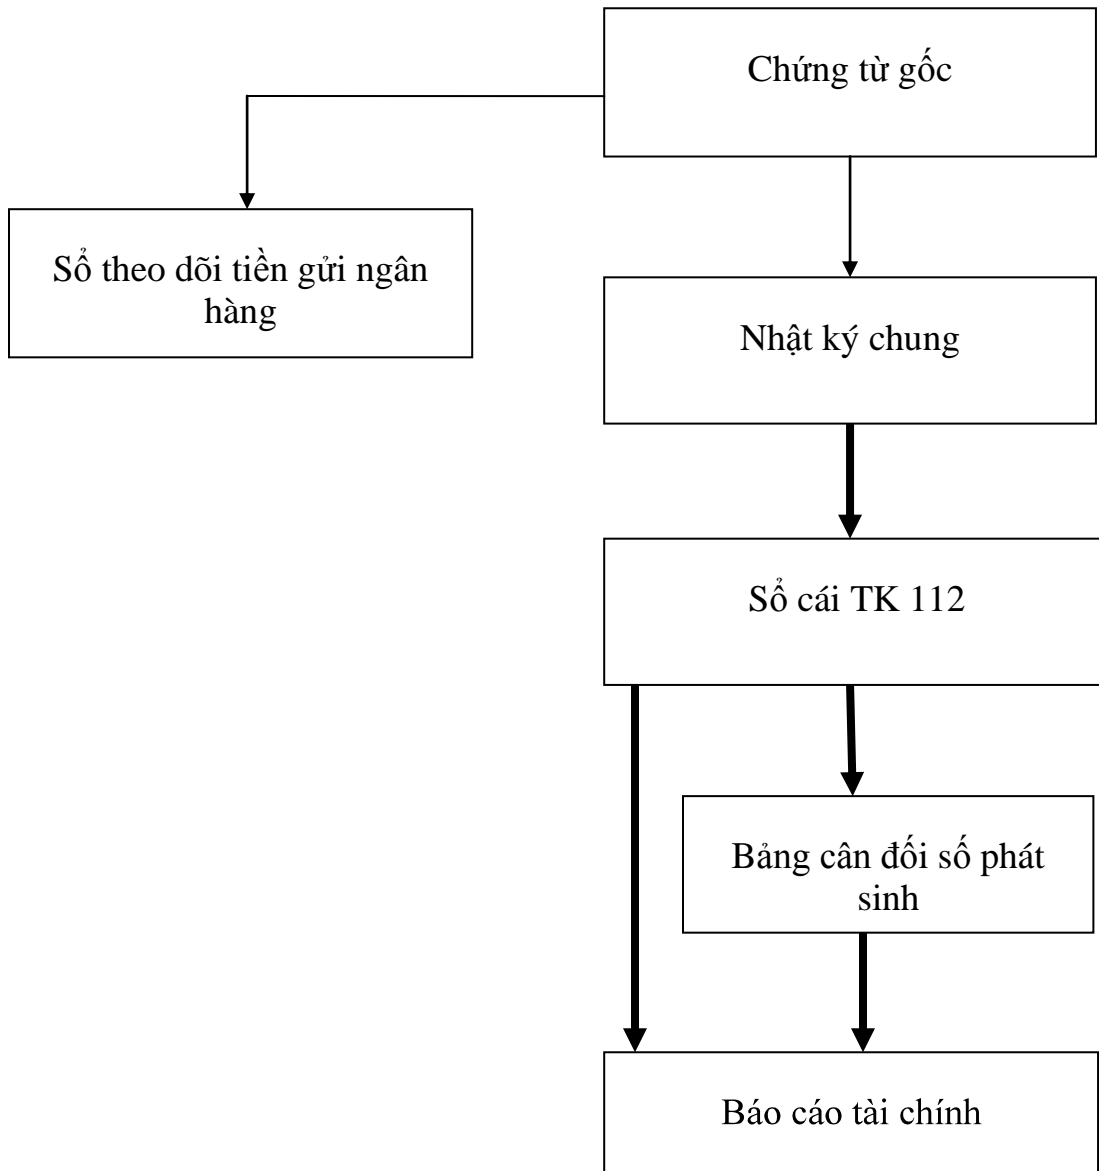 Chứng từ gốc
Sổ theo dõi tiền gửi ngân
hàng
Nhật ký chung
Sổ cái TK 112
Bảng cân đối số phát
sinh
Báo cáo tài chính